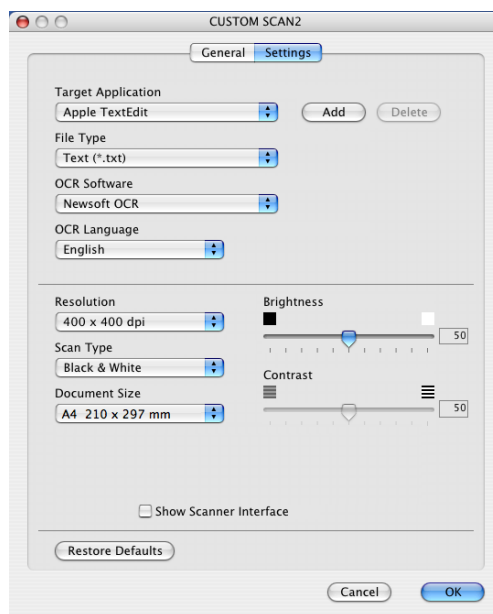 CUSTOM SCAN2
General Settings
Target Application
Apple TextEdit Add Delete
File Type
Text (*.txt)
OCR Software
Newsoft OCR
OCR Language
English
Resolution Brightness
400 x 400 dpi 50
Scan Type
Black & White
Contrast
Document Size
A4 210 x 297 mm 50
Show Scanner Interface
Restore Defaults
Cancel OK